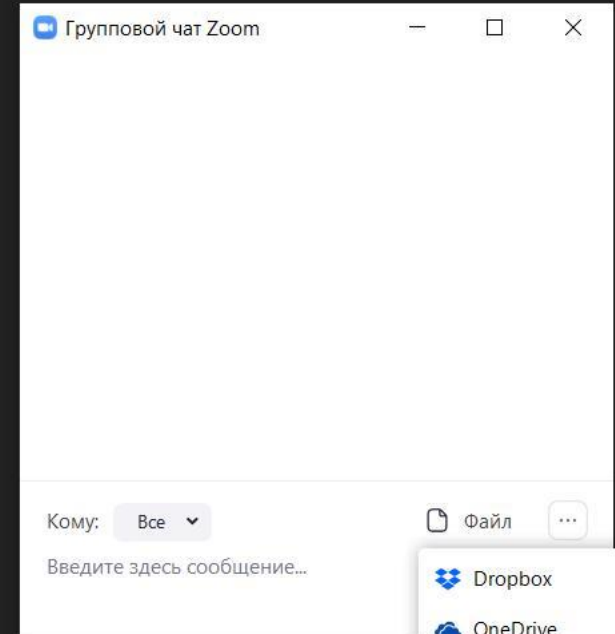 Групповой чат Zoom
Кому: Все Файл ...
Введите здесь сообщение...
Dropbox
OneDrive